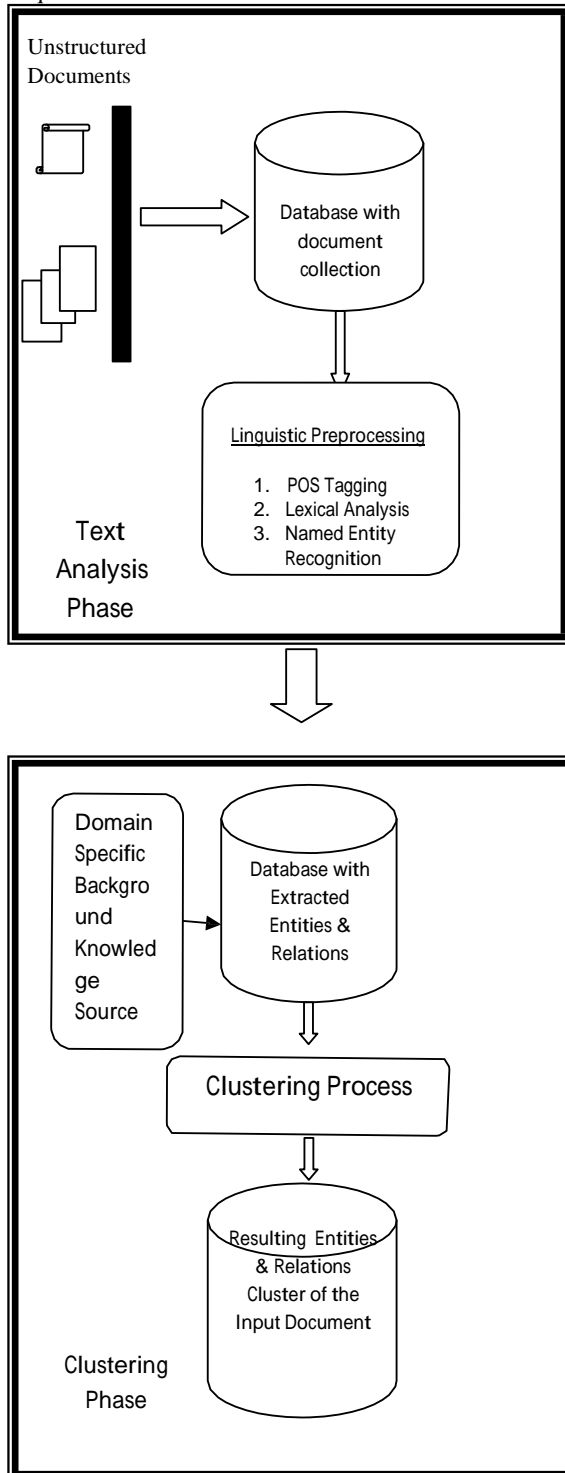 Unstructured
Documents
Database with
document
collection
Linguistic Preprocessing
1. POS Tagging
2. Lexical Analysis
3. Named Entity
Recognition
Text
Analysis
Phase
Domain
Specific
Backgro
und
Knowled
ge
Source
Database with
Extracted
Entities &
Relations
Clustering Process
Resulting Entities
& Relations
Cluster of the
Input Document
Clustering
Phase